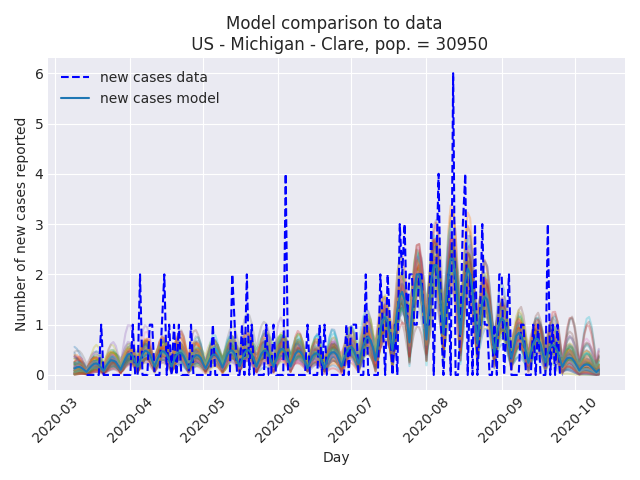 Model comparison to data
US - Michigan - Clare, pop. = 30950
new cases data
new cases model
Number of new cases reported
6
5
4
3
2
1
0
2020-03
2020-04
2020-05
2020-06
2020-07
2020-08
2020-09
2020-10
Day